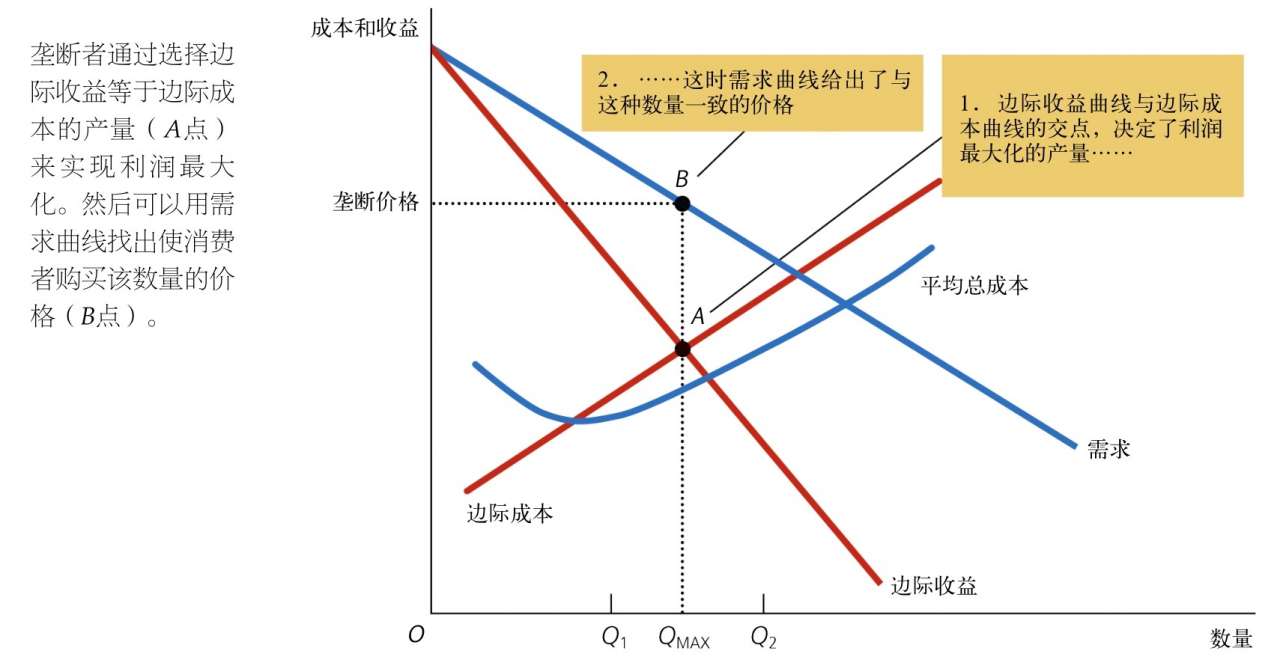 垄断者通过选择边
际收益等于边际成
本的产量（A点）
来实现利润最大
化。然后可以用需
求曲线找出使消费
者购买该数量的价
格（B点）。
成本和收益
2. ……这时需求曲线给出了与
这种数量一致的价格
1. 边际收益曲线与边际成
本曲线的交点，决定了利润
最大化的产量……
B
垄断价格
A
平均总成本
需求
边际成本
边际收益
O
Q1
QMAX
Q2
数量